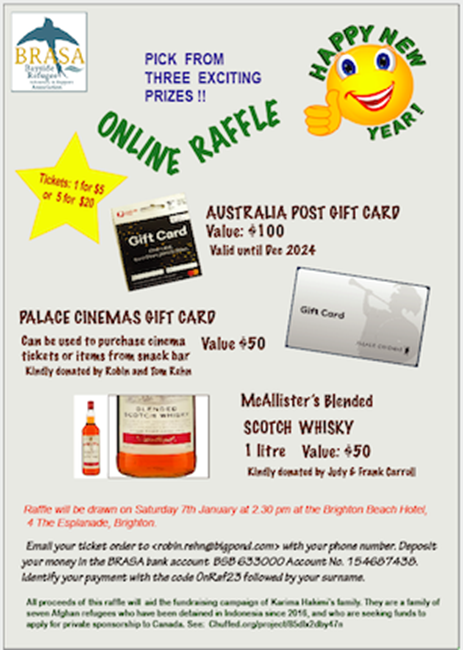 BRASA
Bayside
Refugee
Advocacy & Support
Association
PICK FROM
THREE EXCITING
PRIZES !!
HAPPY NEW
YEAR!
ONLINE RAFFLE
Tickets: 1 for $5
or 5 for $20
Gift Card
AUSTRALIA POST GIFT CARD
Value: $100
Valid until Dec 2024
Gift Card
PALACE CINEMAS
PALACE CINEMAS GIFT CARD
Can be used to purchase cinema
tickets or items from snack bar
Value $50
Kindly donated by Robin and Tom Rehn
BLENDED
SCOTCH WHISKY
McAllister's Blended
SCOTCH WHISKY
1 litre Value: $50
Kindly donated by Judy & Frank Carroll
Raffle will be drawn on Saturday 7th January at 2.30 pm at the Brighton Beach Hotel,
4 The Esplanade, Brighton.
Email your ticket order to <robin.rehn@bigpond.com> with your phone number. Deposit
your money in the BRASA bank account BSB 633000 Account No. 154687438.
Identify your payment with the code OnRaf23 followed by your surname.
All proceeds of this raffle will aid the fundraising campaign of Karima Hakimi's family. They are a family of
seven Afghan refugees who have been detained in Indonesia since 2016, and who are seeking funds to
apply for private sponsorship to Canada. See: Chuffed.org/project/85dlx2dby47n